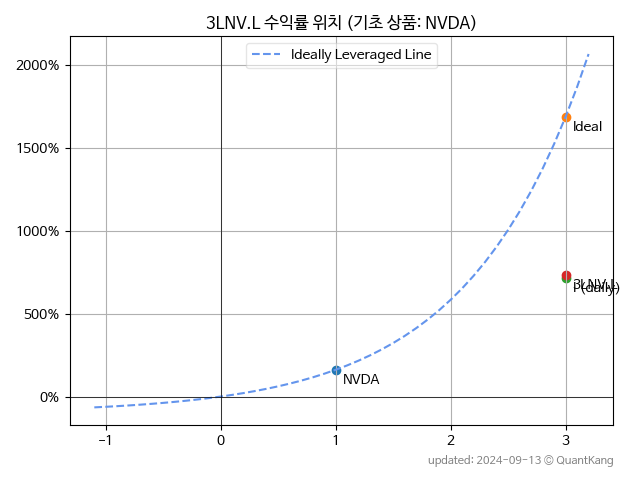 3LNV.L 수익률 위치 (기초 상품: NVDA)
Ideally Leveraged Line
2000%
1500%
1000%
500%
0%
Ideal
3LNV.L
(daily)
NVDA
−1
0
1
2
3
updated: 2024-09-13 © QuantKang